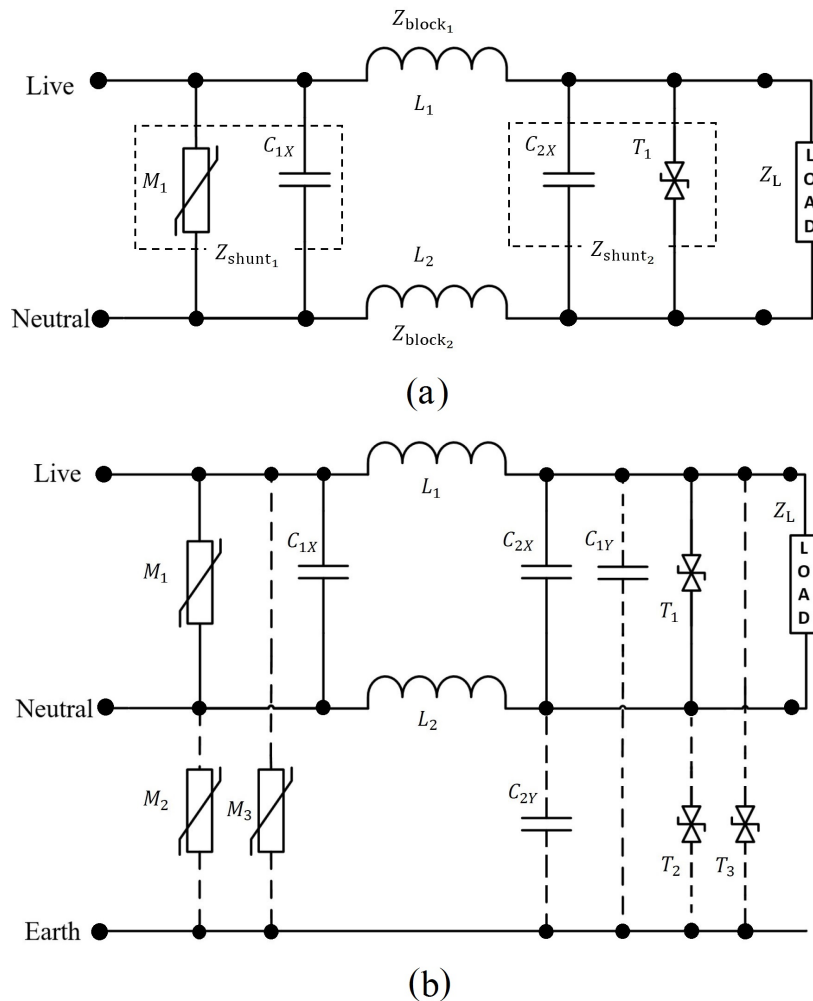 Z_block₁
Live
L₁
M₁
C₁X
C₂X
T₁
Z_L
LOAD
Z_shunt₁
L₂
Z_shunt₂
Neutral
Z_block₂
(a)
Live
L₁
Z_L
M₁
C₁X
C₂X
C₁Y
T₁
LOAD
Neutral
L₂
M₂
M₃
C₂Y
T₂
T₃
Earth
(b)